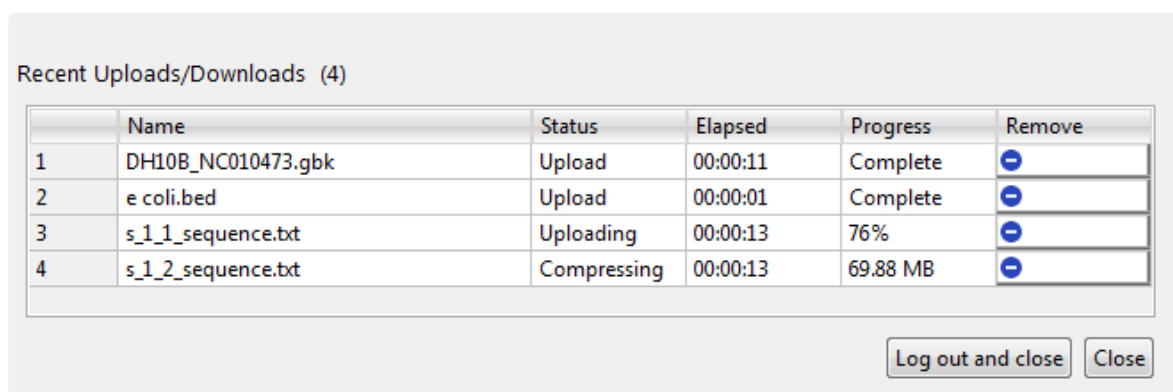 Recent Uploads/Downloads (4)
Name Status Elapsed Progress Remove
1 DH10B_NC010473.gbk Upload 00:00:11 Complete
2 e coli.bed Upload 00:00:01 Complete
3 s_1_1_sequence.txt Uploading 00:00:13 76%
4 s_1_2_sequence.txt Compressing 00:00:13 69.88 MB
Log out and close Close